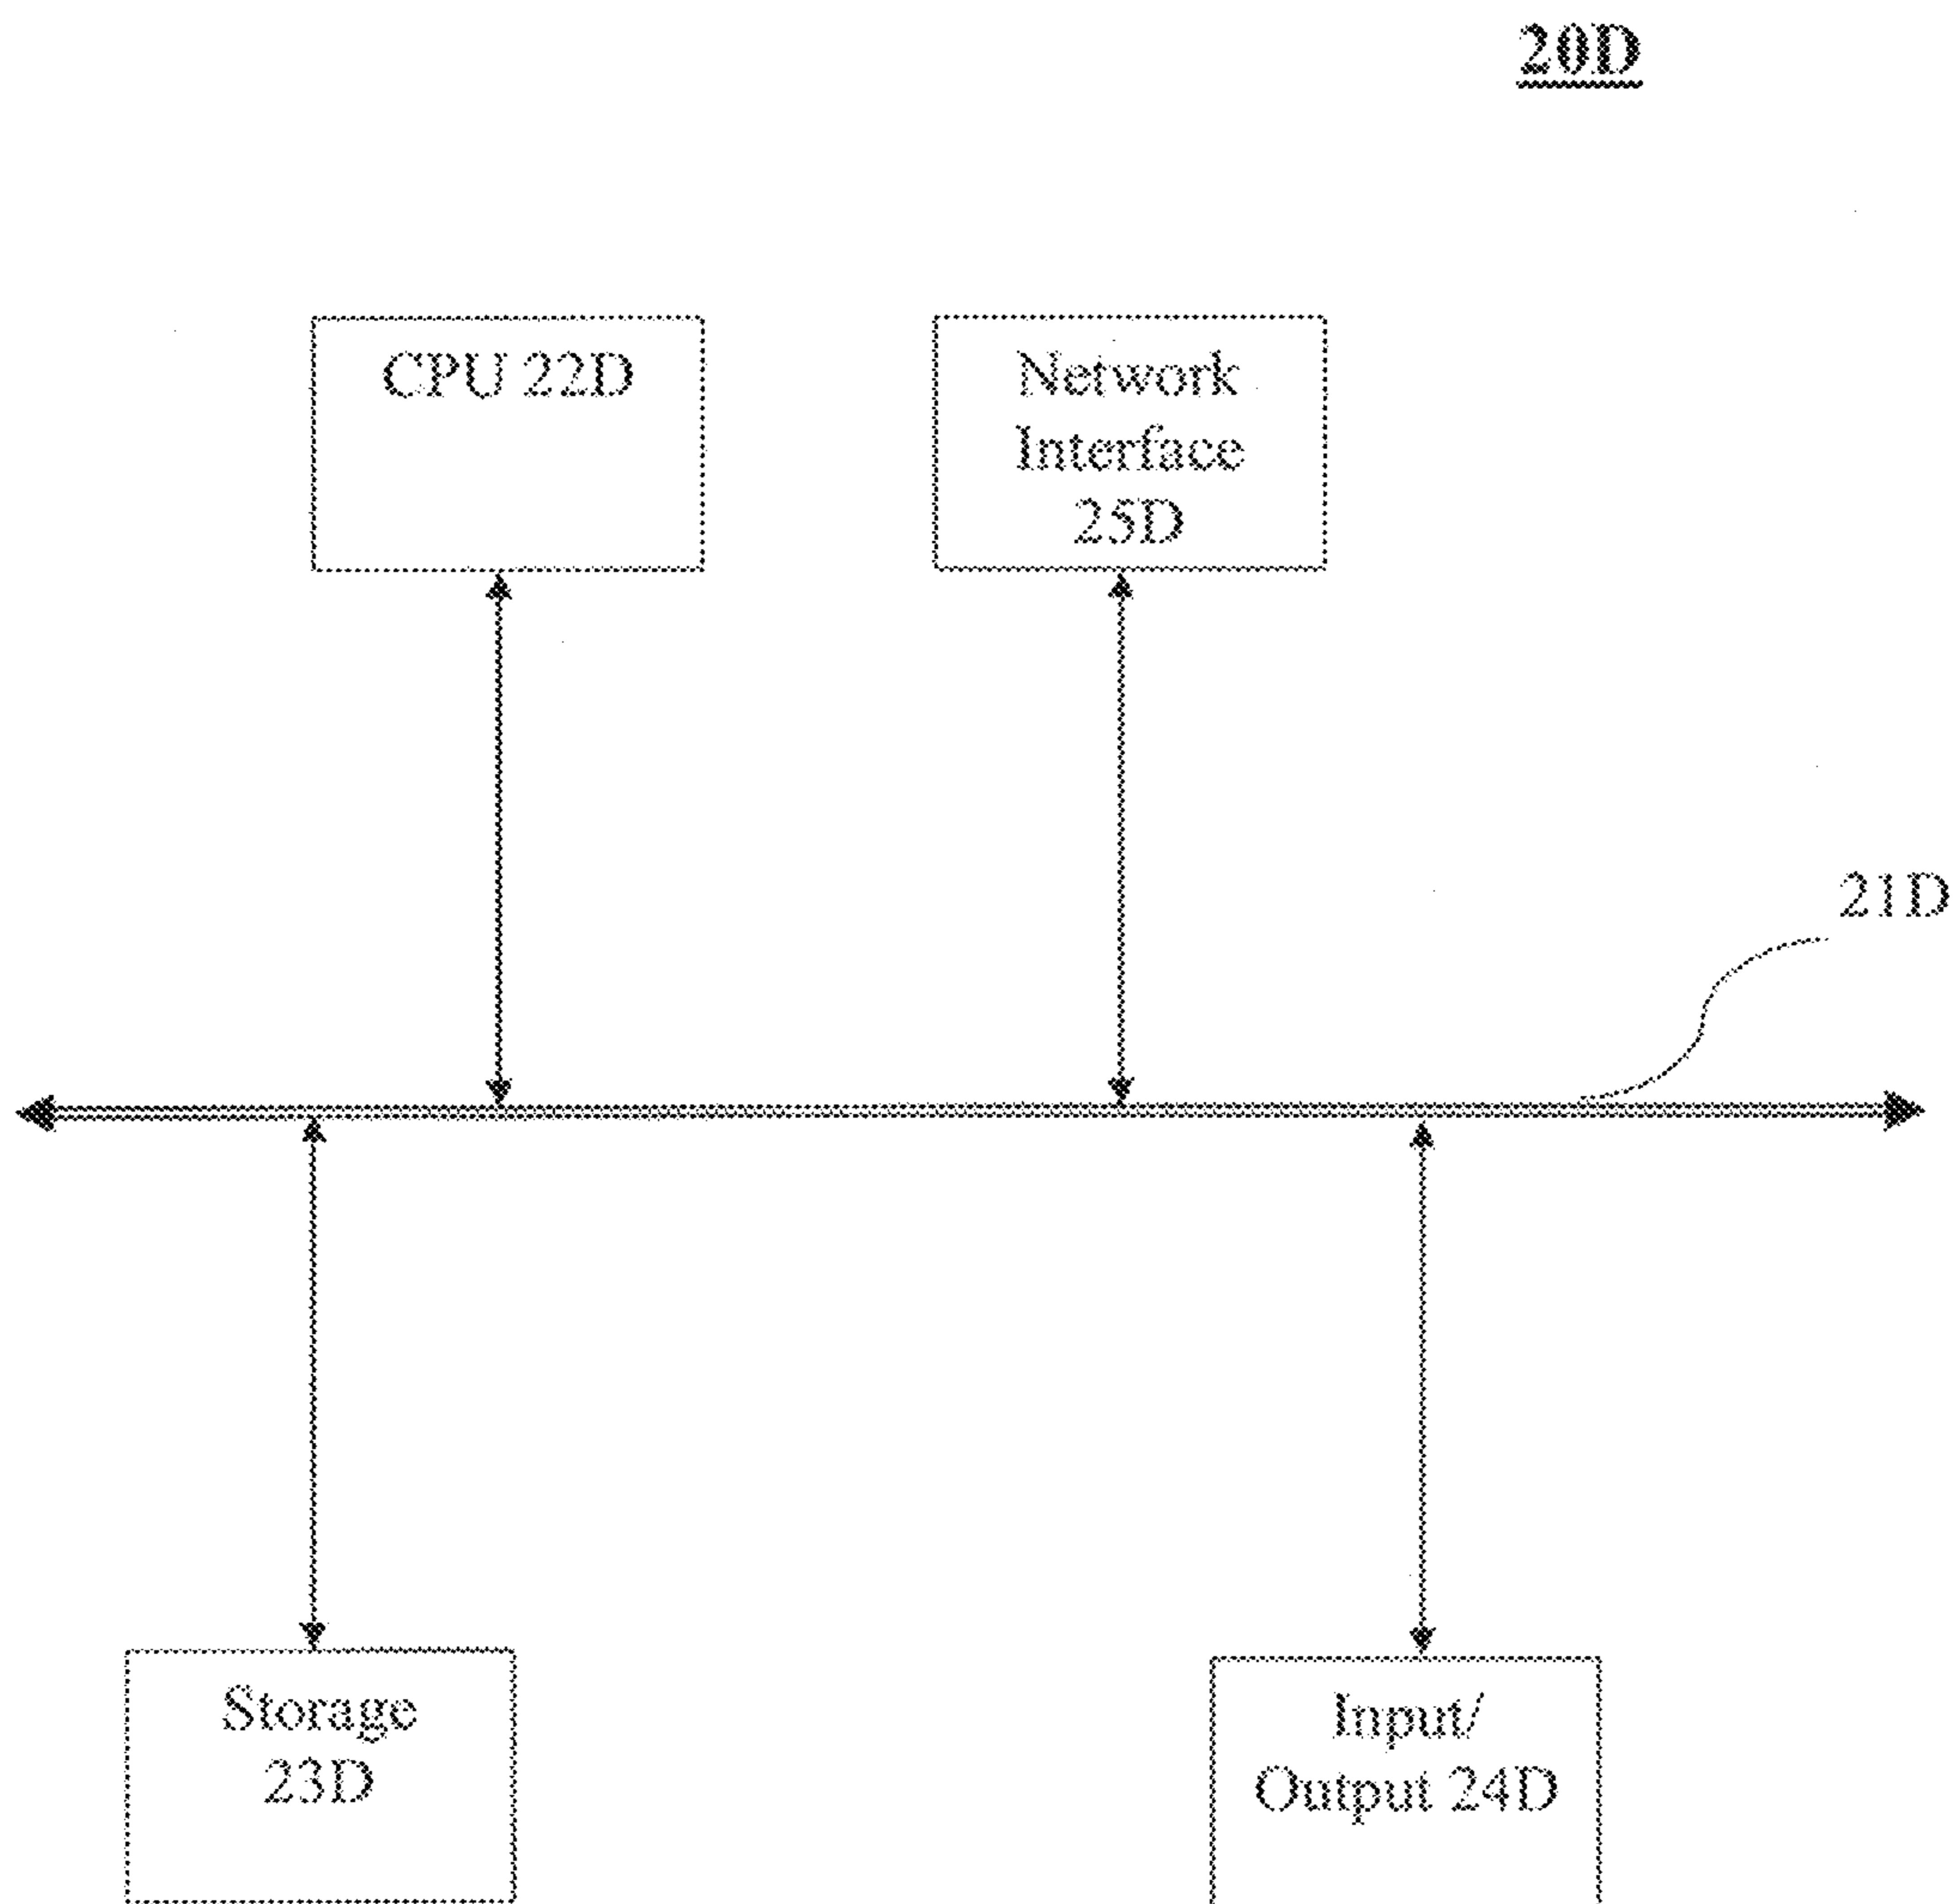 20D
CPU 22D
Network
Interface
25D
21D
Storage
23D
Input/
Output 24D